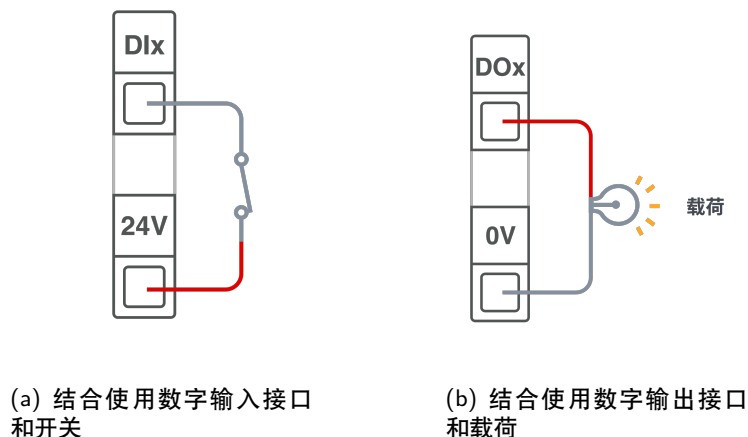 DIx
24V
DOx
0V
载荷
(a) 结合使用数字输入接口
和开关
(b) 结合使用数字输出接口
和载荷